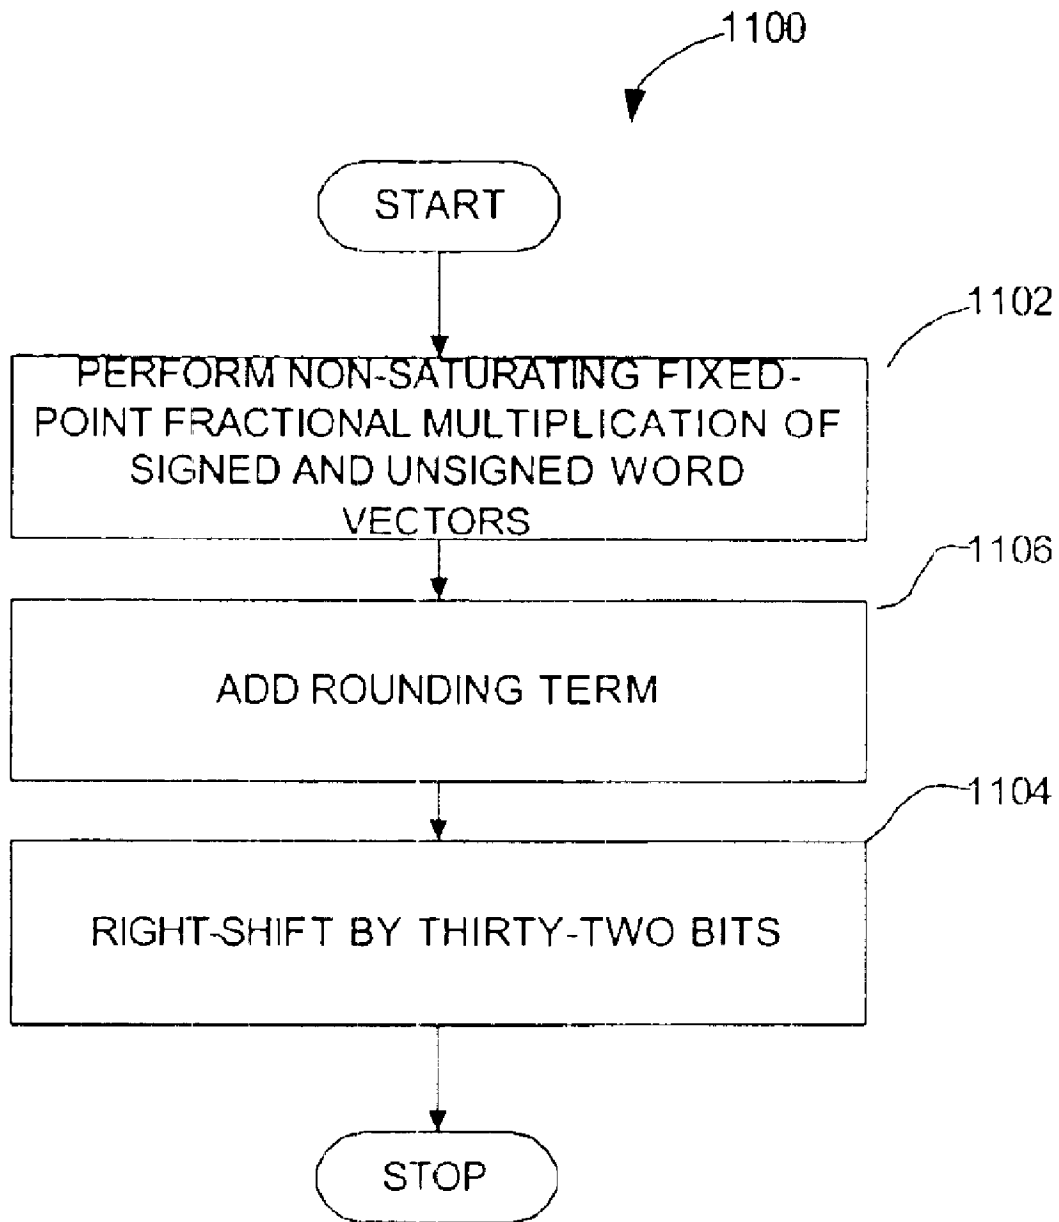 1100
START
1102
PERFORM NON-SATURATING FIXED-
POINT FRACTIONAL MULTIPLICATION OF
SIGNED AND UNSIGNED WORD
VECTORS
1106
ADD ROUNDING TERM
1104
RIGHT-SHIFT BY THIRTY-TWO BITS
STOP